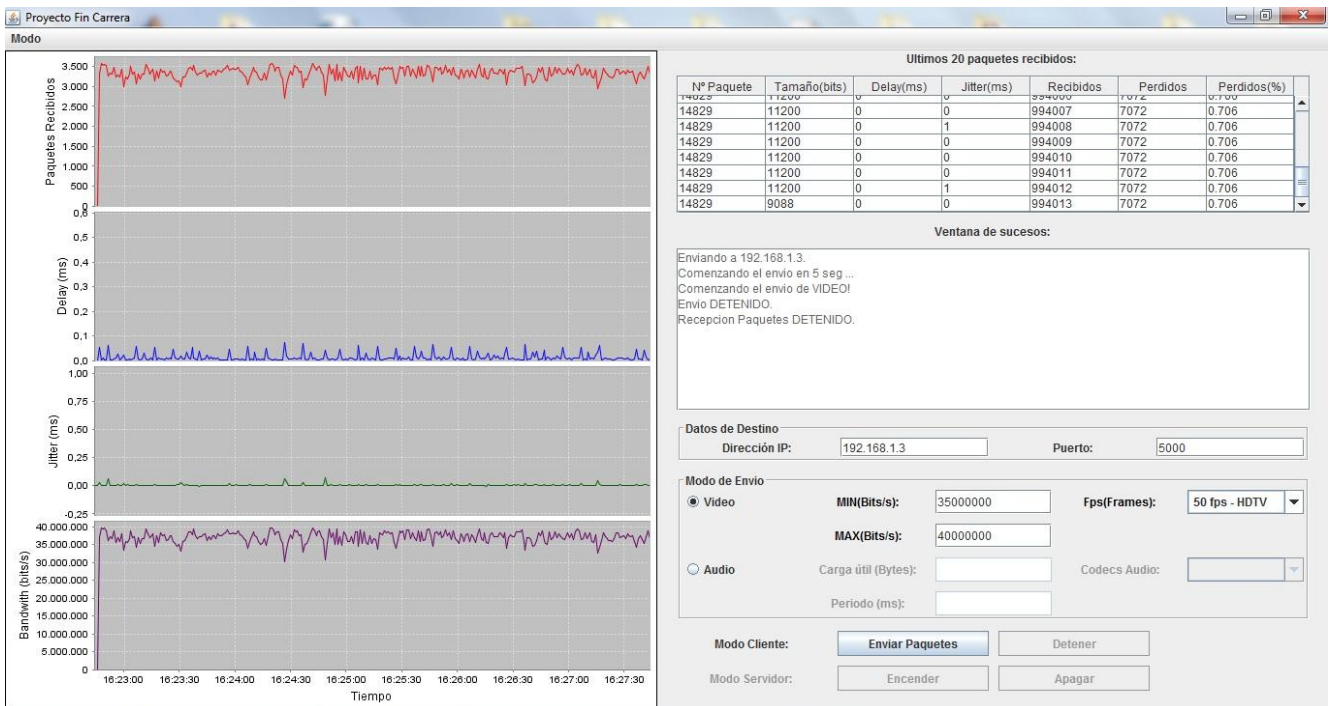 Proyecto Fin Carrera
Modo
Paquetes Recibidos
3.500
3.000
2.500
2.000
1.500
1.000
500
0
Delay (ms)
0,6
0,5
0,4
0,3
0,2
0,1
0,0
Jitter (ms)
1,00
0,75
0,50
0,25
0,00
-0,25
Bandwith (bits/s)
40.000.000
35.000.000
30.000.000
25.000.000
20.000.000
15.000.000
10.000.000
5.000.000
0
16:23:00 16:23:30 16:24:00 16:24:30 16:25:00 16:25:30 16:26:00 16:26:30 16:27:00 16:27:30
Tiempo
Ultimos 20 paquetes recibidos:
Nº Paquete Tamaño(bits) Delay(ms) Jitter(ms) Recibidos Perdidos Perdidos(%)
14829 11200 0 0 994006 7072 0.706
14829 11200 0 0 994007 7072 0.706
14829 11200 0 1 994008 7072 0.706
14829 11200 0 0 994009 7072 0.706
14829 11200 0 0 994010 7072 0.706
14829 11200 0 0 994011 7072 0.706
14829 11200 0 1 994012 7072 0.706
14829 9088 0 0 994013 7072 0.706
Ventana de sucesos:
Enviando a 192.168.1.3.
Comenzando el envio en 5 seg ...
Comenzando el envio de VIDEO!
Envio DETENIDO.
Recepcion Paquetes DETENIDO.
Datos de Destino
Dirección IP: 192.168.1.3 Puerto: 5000
Modo de Envio
Video MIN(Bits/s): 35000000 Fps(Frames): 50 fps - HDTV
MAX(Bits/s): 40000000
Audio Carga útil (Bytes): Codecs Audio:
Periodo (ms):
Modo Cliente: Enviar Paquetes Detener
Modo Servidor: Encender Apagar